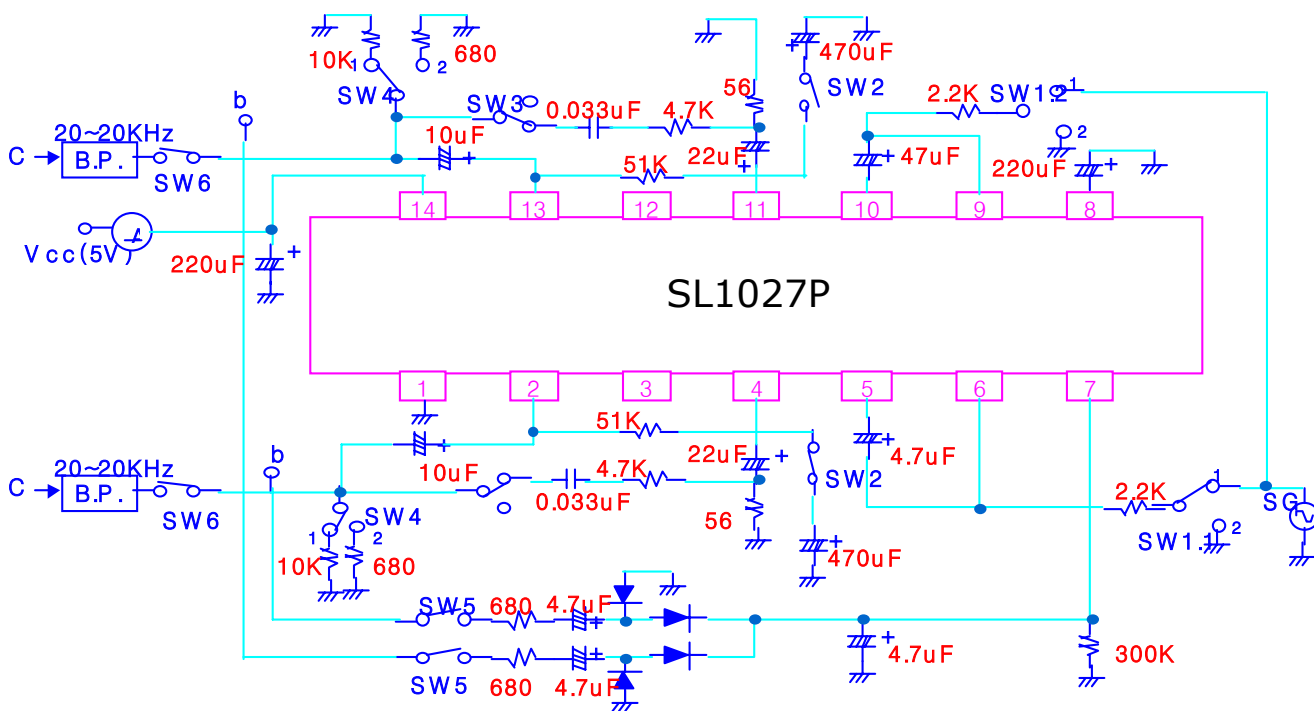 10K
1
2
680
SW4
b
SW3
0.033uF
4.7K
56
470uF
SW2
2.2K
SW1.2
1
2
20~20KHz
C
B.P.
SW6
10uF
51K
22uF
47uF
220uF
14
13
12
11
10
9
8
Vcc(5V)
220uF
SL1027P
1
2
3
4
5
6
7
51K
10uF
22uF
4.7uF
SW2
20~20KHz
b
C
B.P.
SW6
4.7K
0.033uF
56
470uF
2.2K
1
SG
SW1.1
2
SW4
1
2
10K
680
SW5
680
4.7uF
SW5
680
4.7uF
4.7uF
300K